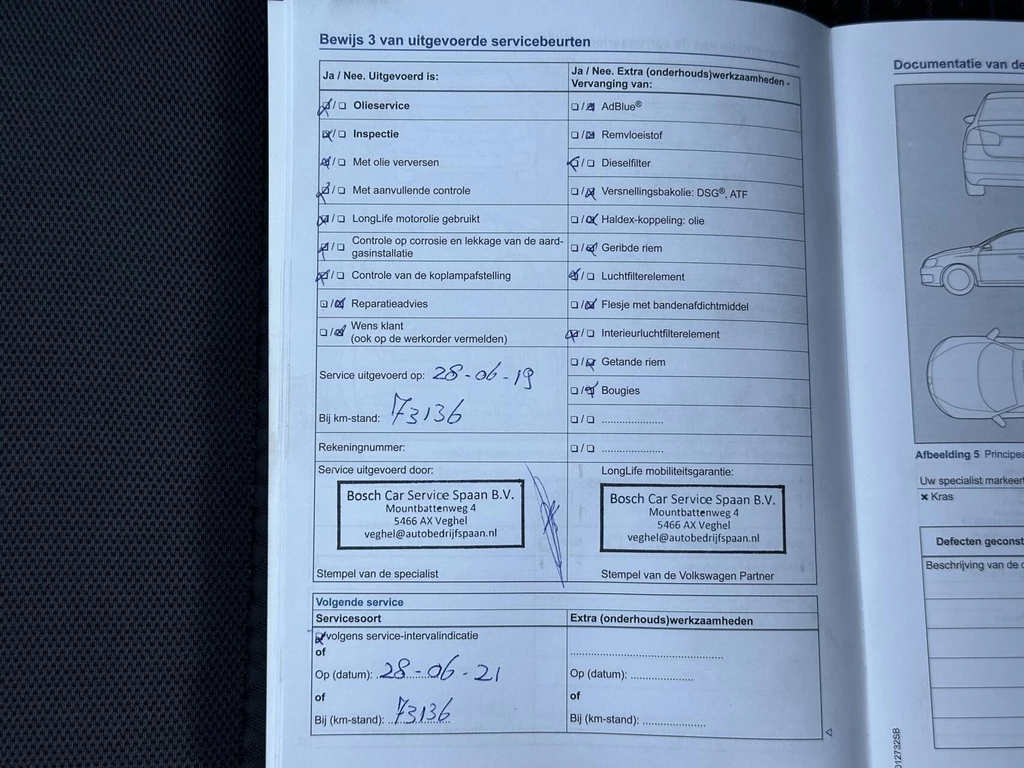 Bewijs 3 van uitgevoerde servicebeurten
Ja / Nee. Uitgevoerd is:
Olieservice
Inspectie
Met olie verversen
Met aanvullende controle
LongLife motorolie gebruikt
Controle op corrosie en lekkage van de aard-
gasinstallatie
Controle van de koplampafstelling
Reparatieadvies
Wens klant
(ook op de werkorder vermelden)
Service uitgevoerd op: 28-06-19
Bij km-stand: 73136
Rekeningnummer:
Service uitgevoerd door:
Bosch Car Service Spaan B.V.
Mountbattenweg 4
5466 AX Veghel
veghel@autobedrijfspaan.nl
Stempel van de specialist
Ja / Nee. Extra (onderhouds)werkzaamheden -
Vervanging van:
AdBlue®
Remvloeistof
Dieselfilter
Versnellingsbakolie: DSG®, ATF
Haldex-koppeling: olie
Geribde riem
Luchtfilterelement
Flesje met bandenafdichtmiddel
Interieurluchtfilterelement
Getande riem
Bougies
LongLife mobiliteitsgarantie:
Bosch Car Service Spaan B.V.
Mountbattenweg 4
5466 AX Veghel
veghel@autobedrijfspaan.nl
Stempel van de Volkswagen Partner
Volgende service
Servicesoort
volgens service-intervalindicatie
of
Op (datum): 28-06-21
of
Bij (km-stand): 73136
Extra (onderhouds)werkzaamheden
Op (datum):
of
Bij (km-stand):
Documentatie van de
Afbeelding 5 Principea
Uw specialist markeert
× Kras
Defecten geconst
Beschrijving van de
012732SB